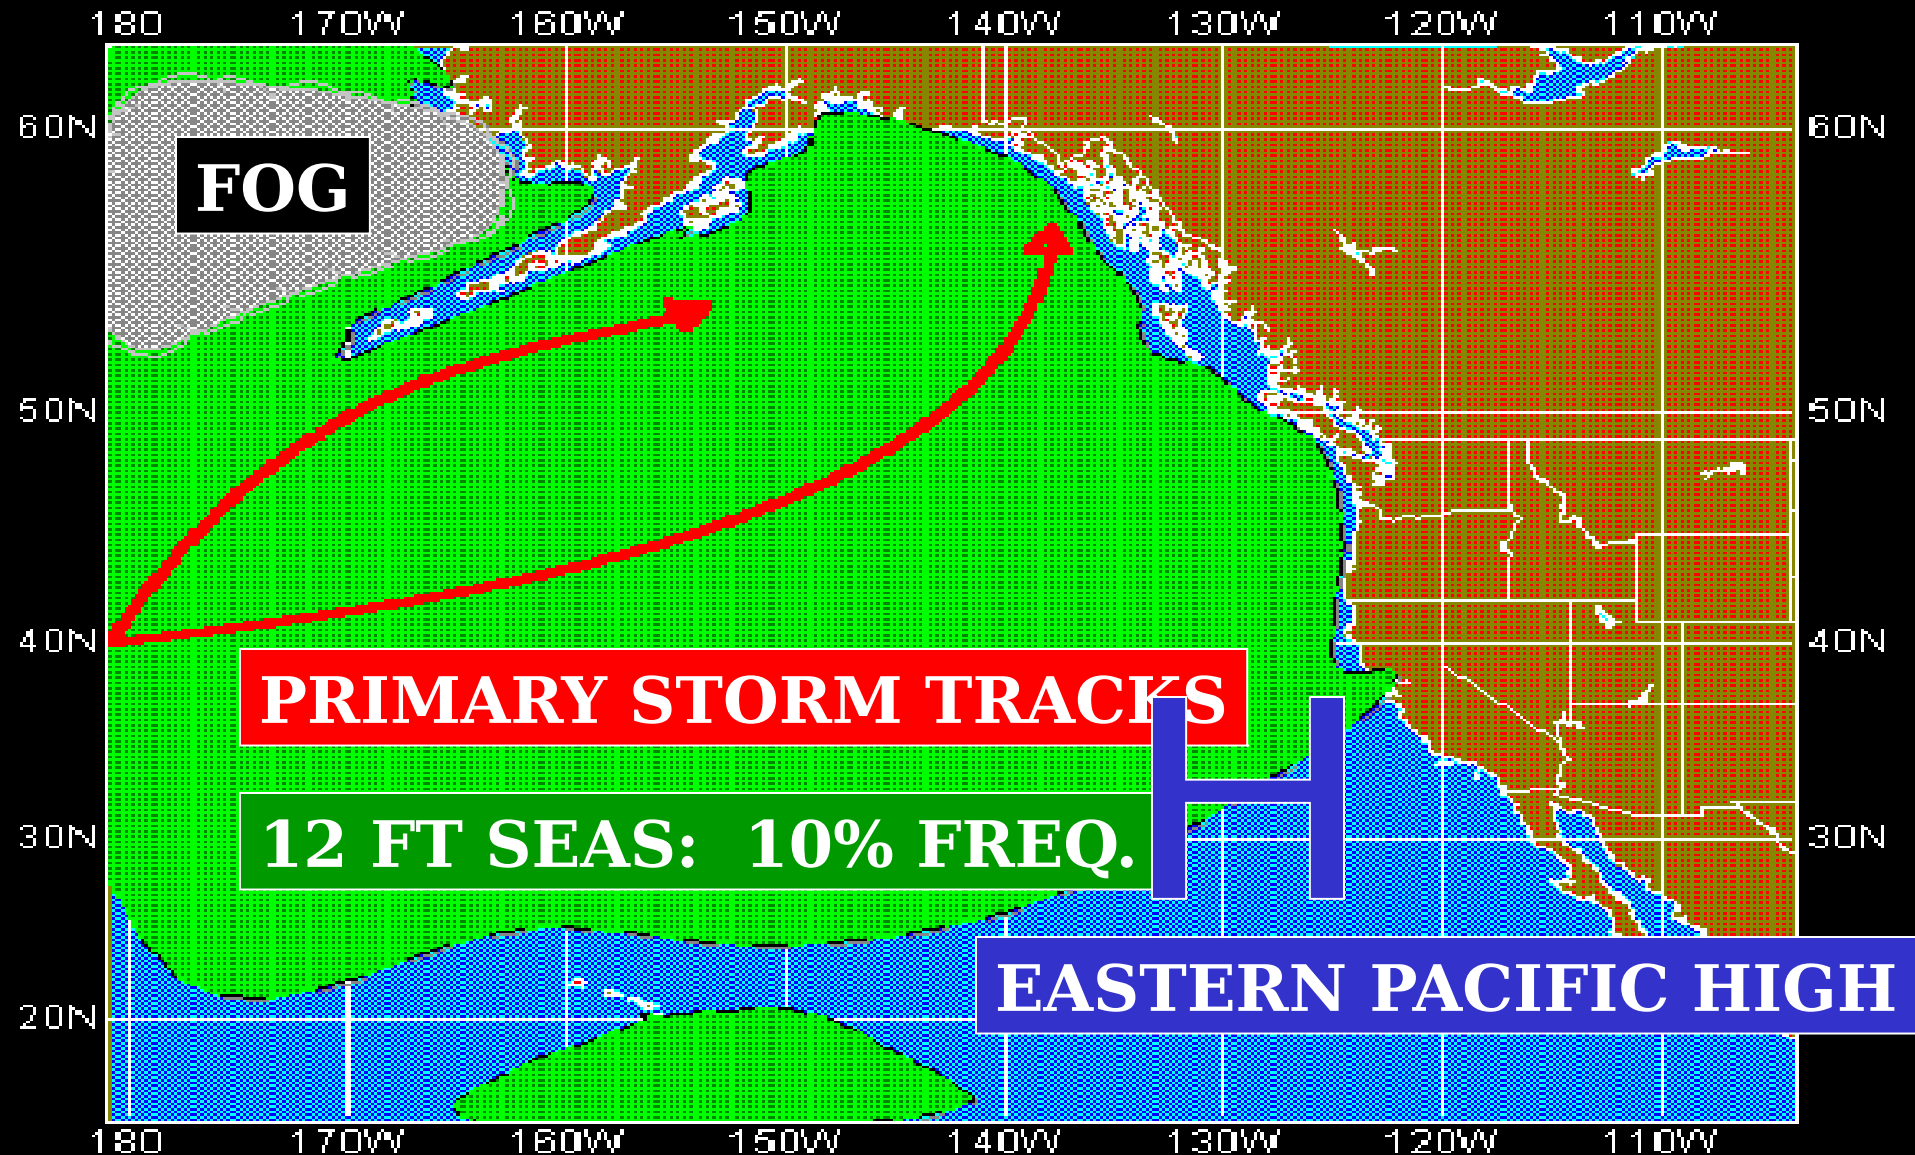 180 170W 160W 150W 140W 130W 120W 110W
60N 60N
FOG
50N 50N
40N 40N
PRIMARY STORM TRACKS
H
12 FT SEAS: 10% FREQ.
30N 30N
EASTERN PACIFIC HIGH
20N
180 170W 160W 150W 140W 130W 120W 110W